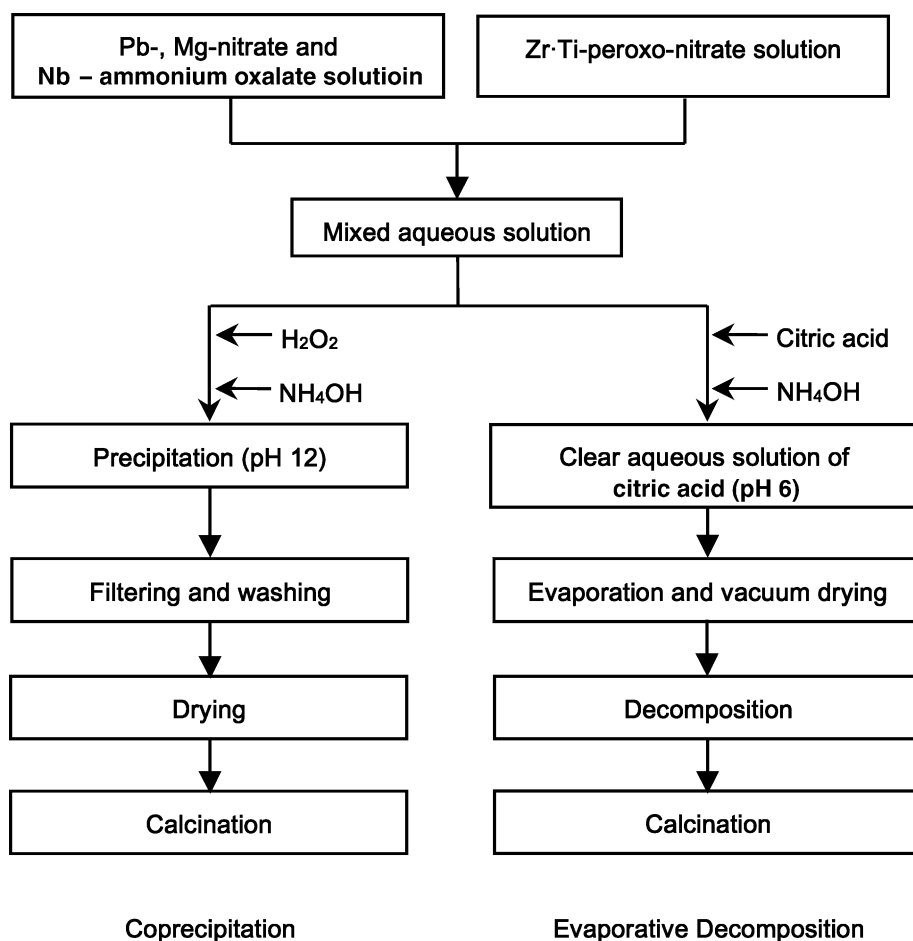 Pb-, Mg-nitrate and
Nb – ammonium oxalate solutioin
Zr·Ti-peroxo-nitrate solution
Mixed aqueous solution
H₂O₂
NH₄OH
Citric acid
NH₄OH
Precipitation (pH 12)
Clear aqueous solution of
citric acid (pH 6)
Filtering and washing
Evaporation and vacuum drying
Drying
Decomposition
Calcination
Calcination
Coprecipitation
Evaporative Decomposition